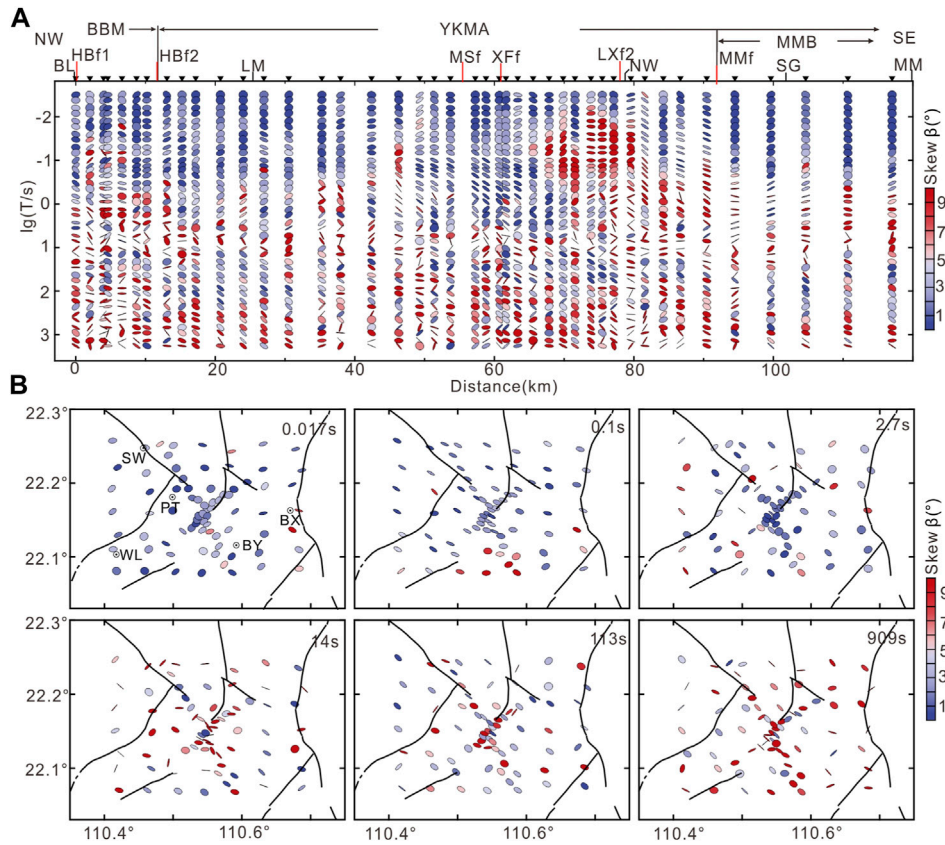 A
BBM
YKMA
NW
HBf1
HBf2
MSf
XFf
LXf2
MMB
SE
BL
LM
NW
MMf
SG
MM
lg(T/s)
-2
-1
0
1
2
3
0
10
20
40
60
80
100
Distance(km)
Skew β(°)
9
7
5
3
1
B
22.3°
22.2°
22.1°
0.017s
SW
PT
BX
WL
BY
0.1s
2.7s
Skew β(°)
9
7
5
3
1
22.3°
22.2°
22.1°
14s
113s
909s
110.4°
110.6°
110.4°
110.6°
110.4°
110.6°